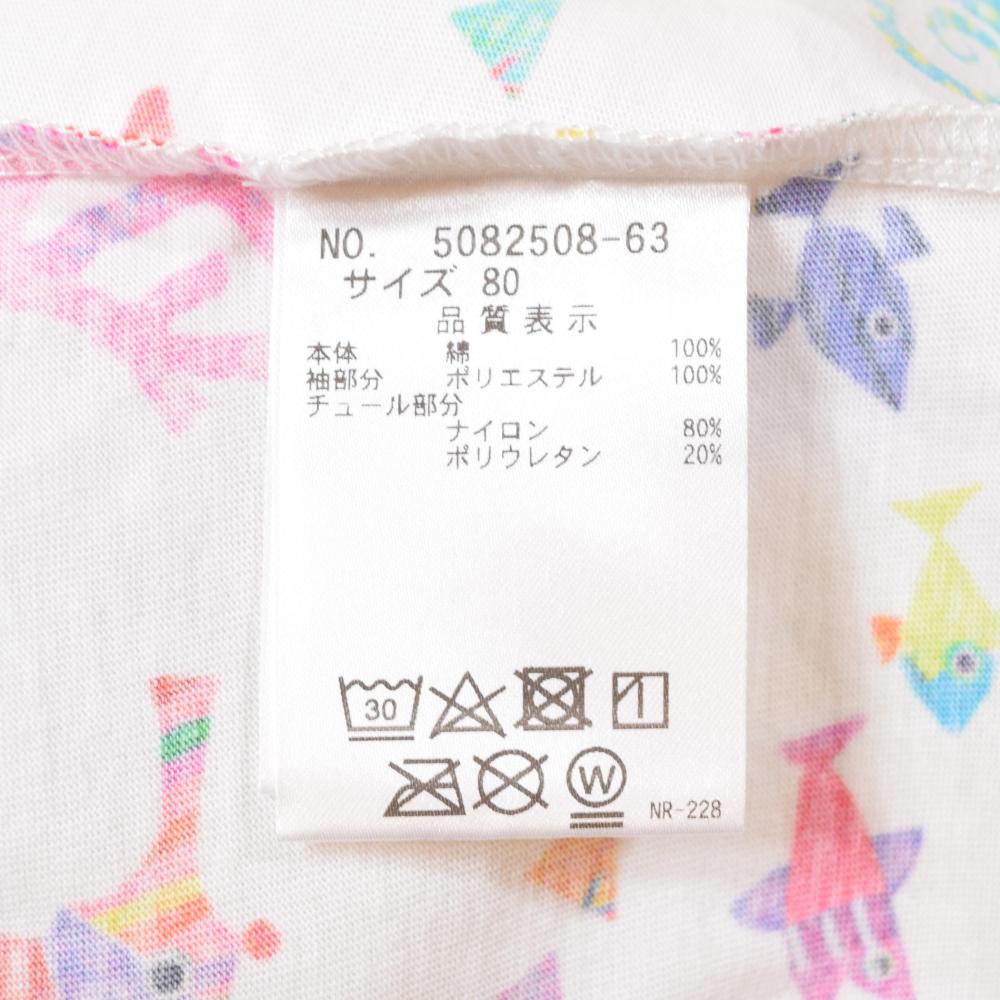 NO. 5082508-63
サイズ 80
品質表示
本体 綿 100%
袖部分 ポリエステル 100%
チュール部分
ナイロン 80%
ポリウレタン 20%
30
W
NR-228